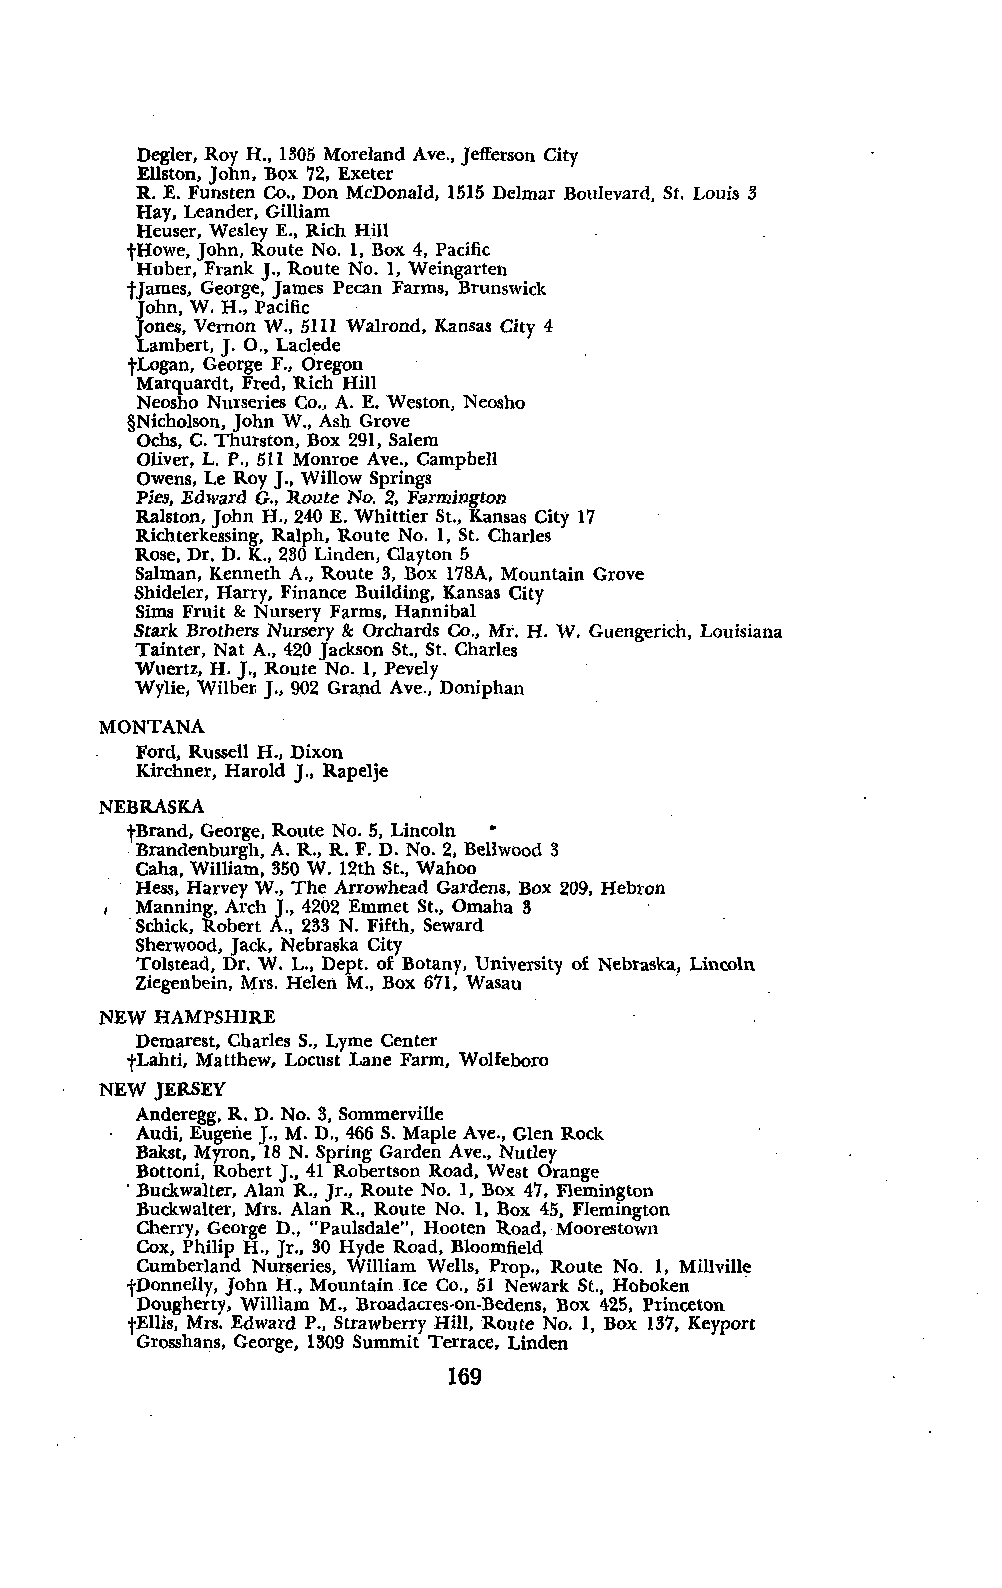 Degler, Roy H., 1305 Moreland Ave., Jefferson City
Ellston, John, Box 72, Exeter
R. E. Funsten Co., Don McDonald, 1515 Delmar Boulevard, St. Louis 3
Hay, Leander, Gilliam
Heuser, Wesley E., Rich Hill
†Howe, John, Route No. 1, Box 4, Pacific
Huber, Frank J., Route No. 1, Weingarten
†James, George, James Pecan Farms, Brunswick
John, W. H., Pacific
Jones, Vernon W., 5111 Walrond, Kansas City 4
Lambert, J. O., Laclede
†Logan, George F., Oregon
Marquardt, Fred, Rich Hill
Neosho Nurseries Co., A. E. Weston, Neosho
§Nicholson, John W., Ash Grove
Ochs, C. Thurston, Box 291, Salem
Oliver, L. P., 511 Monroe Ave., Campbell
Owens, Le Roy J., Willow Springs
Pies, Edward G., Route No. 2, Farmington
Ralston, John H., 240 E. Whittier St., Kansas City 17
Richterkessing, Ralph, Route No. 1, St. Charles
Rose, Dr. D. K., 230 Linden, Clayton 5
Salman, Kenneth A., Route 3, Box 178A, Mountain Grove
Shideler, Harry, Finance Building, Kansas City
Sims Fruit & Nursery Farms, Hannibal
Stark Brothers Nursery & Orchards Co., Mr. H. W. Guengerich, Louisiana
Tainter, Nat A., 420 Jackson St., St. Charles
Wuertz, H. J., Route No. 1, Pevely
Wylie, Wilber J., 902 Grand Ave., Doniphan
MONTANA
Ford, Russell H., Dixon
Kirchner, Harold J., Rapelje
NEBRASKA
†Brand, George, Route No. 5, Lincoln
Brandenburgh, A. R., R. F. D. No. 2, Bellwood 3
Caha, William, 350 W. 12th St., Wahoo
Hess, Harvey W., The Arrowhead Gardens, Box 209, Hebron
Manning, Arch J., 4202 Emmet St., Omaha 3
Schick, Robert A., 233 N. Fifth, Seward
Sherwood, Jack, Nebraska City
Tolstead, Dr. W. L., Dept. of Botany, University of Nebraska, Lincoln
Ziegenbein, Mrs. Helen M., Box 671, Wasau
NEW HAMPSHIRE
Demarest, Charles S., Lyme Center
†Lahti, Matthew, Locust Lane Farm, Wolfeboro
NEW JERSEY
Anderegg, R. D. No. 3, Sommerville
Audi, Eugene J., M. D., 466 S. Maple Ave., Glen Rock
Bakst, Myron, 18 N. Spring Garden Ave., Nutley
Bottoni, Robert J., 41 Robertson Road, West Orange
Buckwalter, Alan R., Jr., Route No. 1, Box 47, Flemington
Buckwalter, Mrs. Alan R., Route No. 1, Box 45, Flemington
Cherry, George D., "Paulsdale", Hooten Road, Moorestown
Cox, Philip H., Jr., 30 Hyde Road, Bloomfield
Cumberland Nurseries, William Wells, Prop., Route No. 1, Millville
†Donnelly, John H., Mountain Ice Co., 51 Newark St., Hoboken
Dougherty, William M., Broadacres-on-Bedens, Box 425, Princeton
†Ellis, Mrs. Edward P., Strawberry Hill, Route No. 1, Box 137, Keyport
Grosshans, George, 1309 Summit Terrace, Linden
169